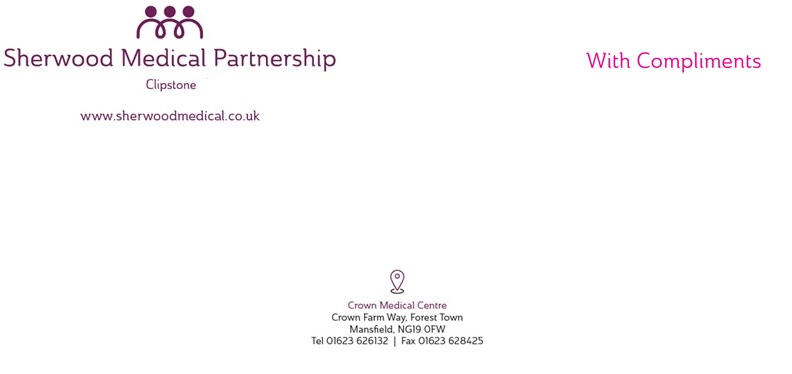 Sherwood Medical Partnership
Clipstone
www.sherwoodmedical.co.uk
With Compliments
Crown Medical Centre
Crown Farm Way, Forest Town
Mansfield, NG19 0FW
Tel 01623 626132 | Fax 01623 628425